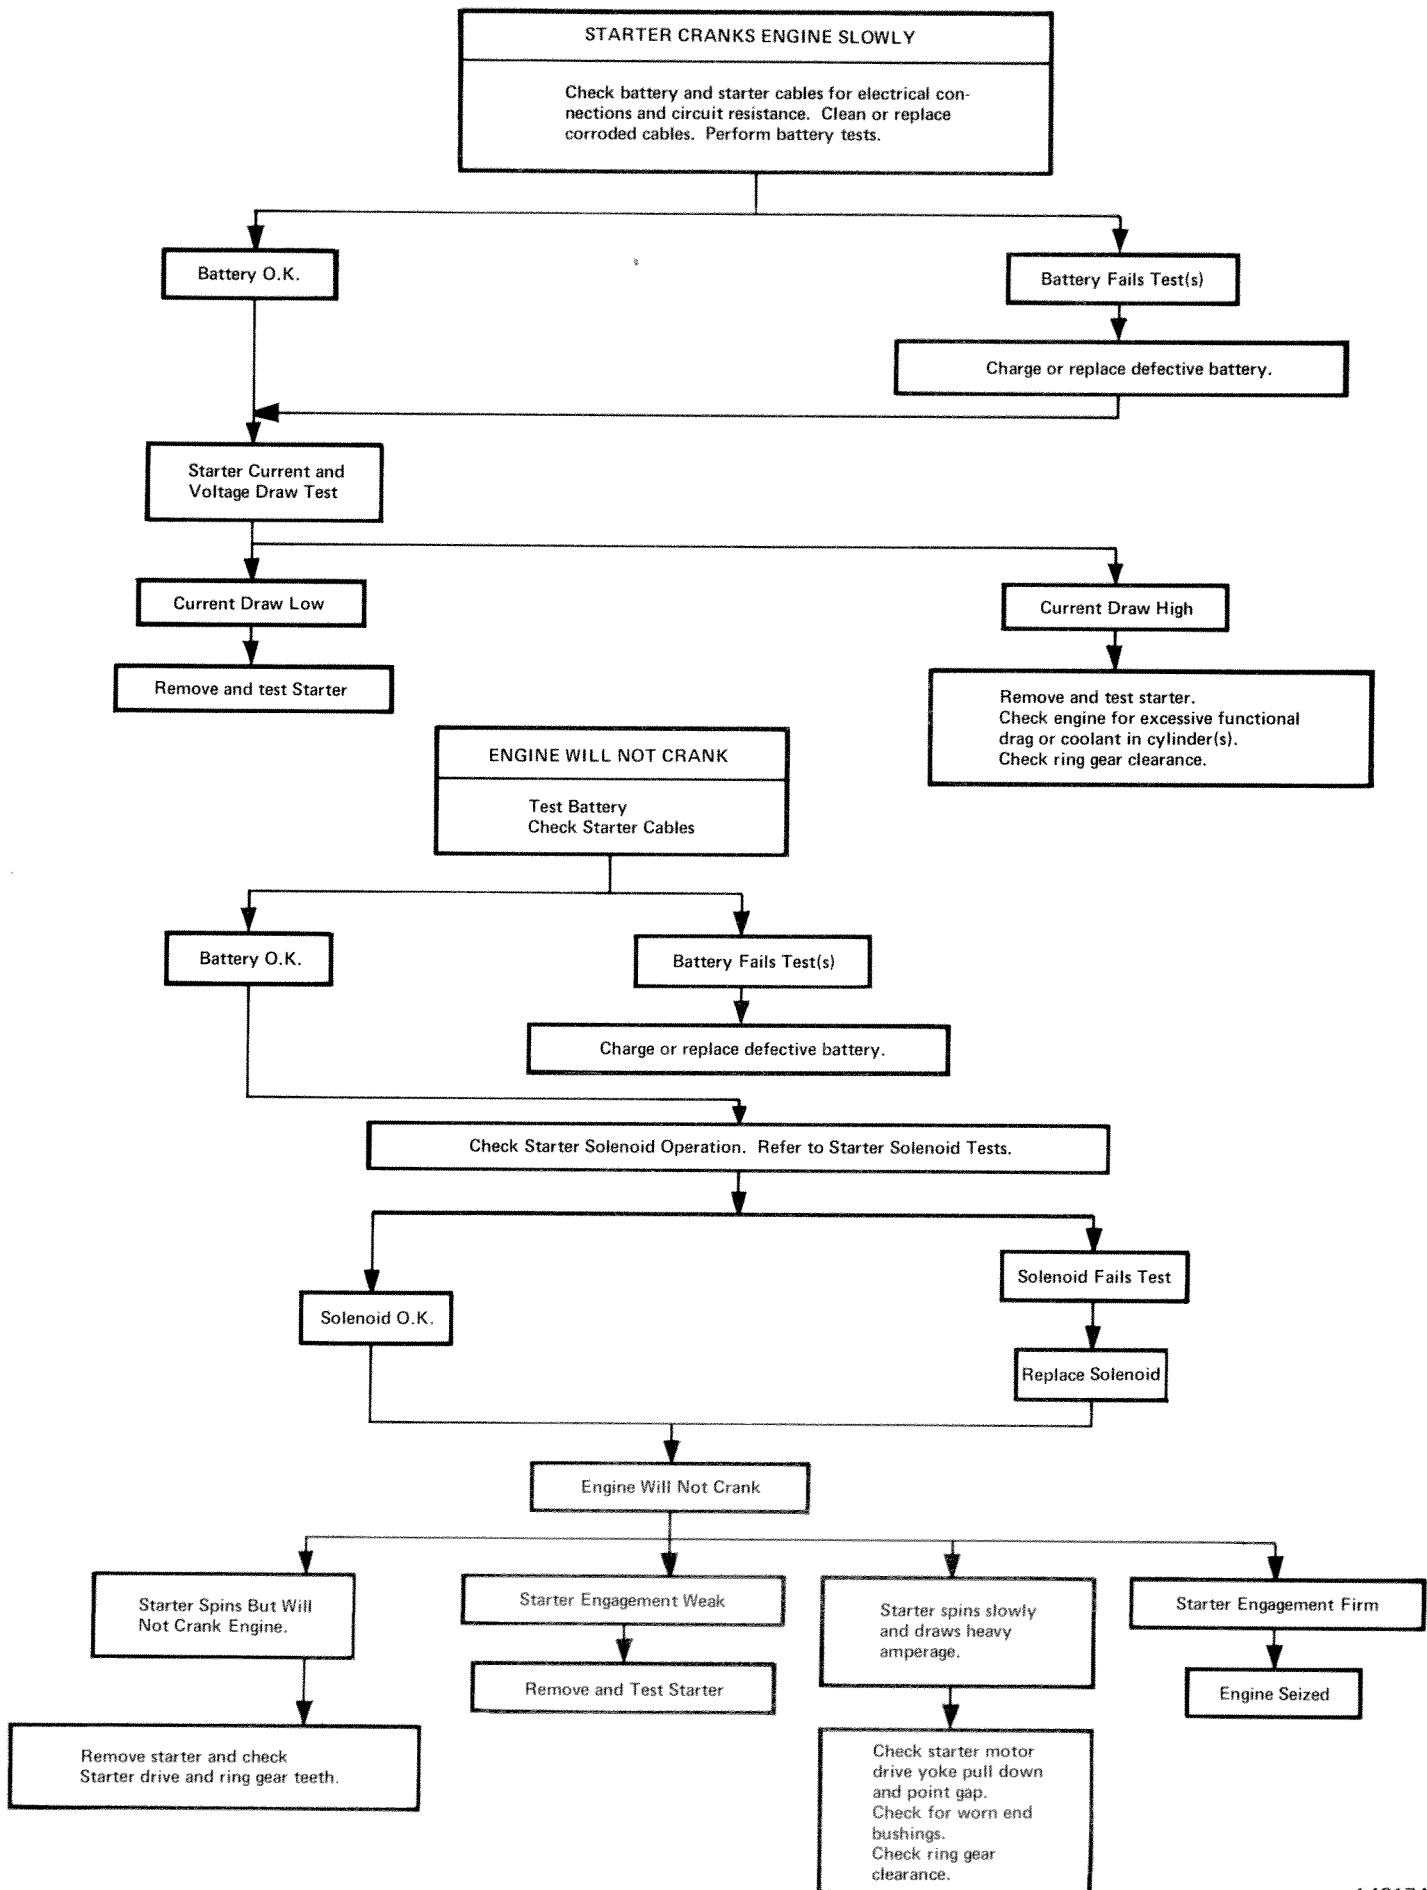 STARTER CRANKS ENGINE SLOWLY
Check battery and starter cables for electrical con-
nections and circuit resistance. Clean or replace
corroded cables. Perform battery tests.
Battery O.K.
Battery Fails Test(s)
Charge or replace defective battery.
Starter Current and
Voltage Draw Test
Current Draw Low
Current Draw High
Remove and test Starter
Remove and test starter.
Check engine for excessive functional
drag or coolant in cylinder(s).
Check ring gear clearance.
ENGINE WILL NOT CRANK
Test Battery
Check Starter Cables
Battery O.K.
Battery Fails Test(s)
Charge or replace defective battery.
Check Starter Solenoid Operation. Refer to Starter Solenoid Tests.
Solenoid Fails Test
Solenoid O.K.
Replace Solenoid
Engine Will Not Crank
Starter Spins But Will
Not Crank Engine.
Starter Engagement Weak
Starter spins slowly
and draws heavy
amperage.
Starter Engagement Firm
Remove and Test Starter
Engine Seized
Remove starter and check
Starter drive and ring gear teeth.
Check starter motor
drive yoke pull down
and point gap.
Check for worn end
bushings.
Check ring gear
clearance.